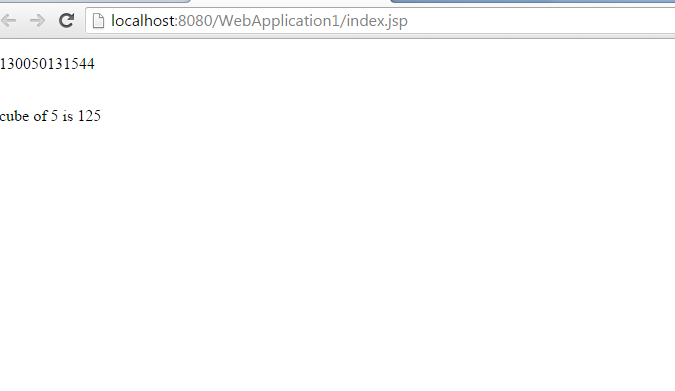 localhost:8080/WebApplication1/index.jsp
130050131544
cube of 5 is 125